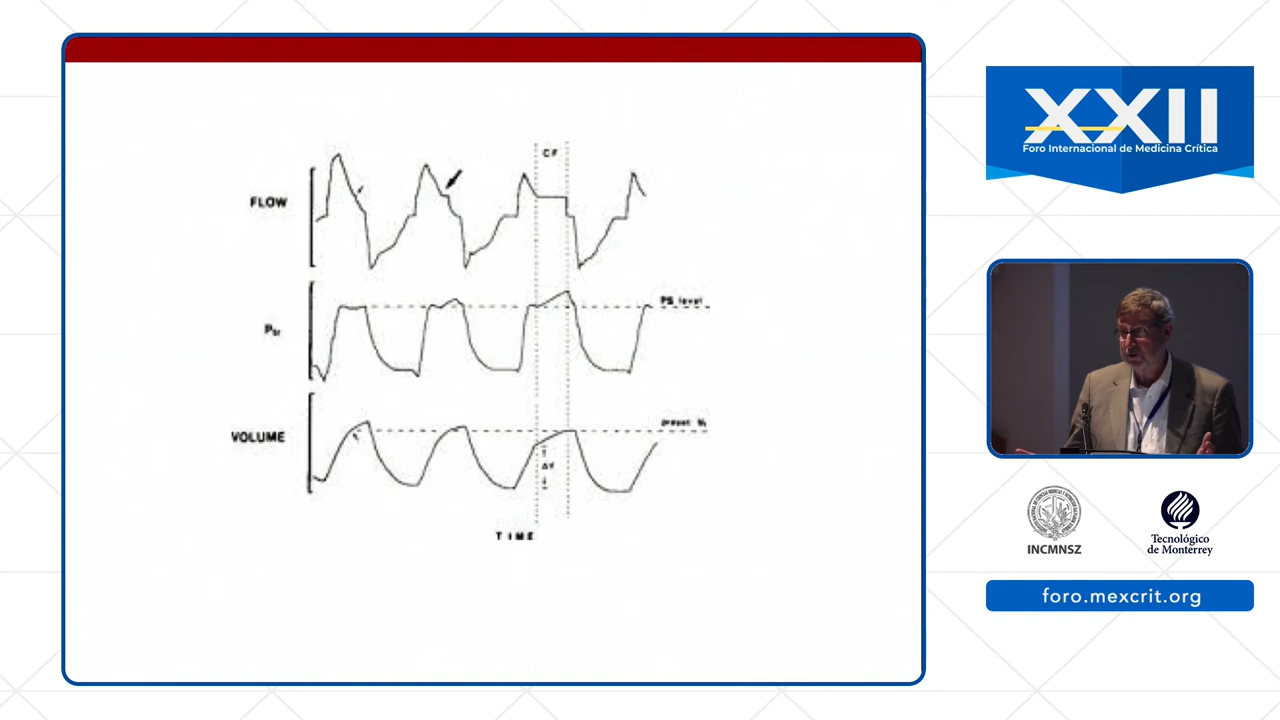 CF
FLOW
PS level
VOLUME
preset
ΔV
TIME
XXII
Foro Internacional de Medicina Crítica
INCMNSZ
Tecnológico
de Monterrey
foro.mexcrit.org